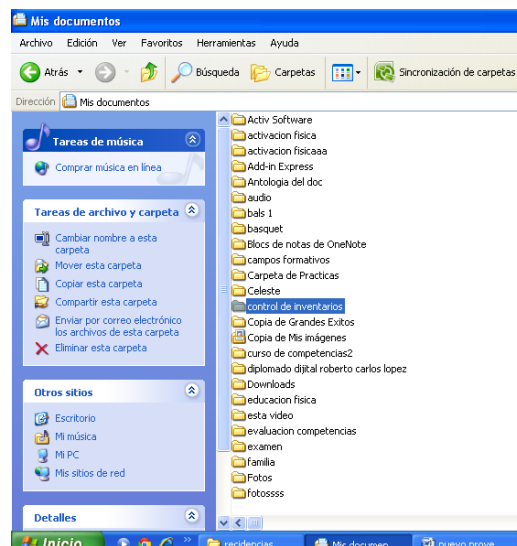 Mis documentos
Archivo Edición Ver Favoritos Herramientas Ayuda
Atrás Búsqueda Carpetas Sincronización de carpetas
Dirección Mis documentos
Tareas de música
Comprar música en línea
Tareas de archivo y carpeta
Cambiar nombre a esta
carpeta
Mover esta carpeta
Copiar esta carpeta
Compartir esta carpeta
Enviar por correo electrónico
los archivos de esta carpeta
Eliminar esta carpeta
Otros sitios
Escritorio
Mi música
Mi PC
Mis sitios de red
Detalles
Activ Software
activacion fisica
activacion fisicaaa
Add-in Express
Antologia del doc
audio
bals 1
basquet
Blocs de notas de OneNote
campos formativos
Carpeta de Practicas
Celeste
control de inventarios
Copia de Grandes Exitos
Copia de Mis imágenes
curso de competencias2
diplomado dijital roberto carlos lopez
Downloads
educacion fisica
esta video
evaluacion competencias
examen
familia
Fotos
fotossss
Inicio recidencias Mis documen nuevo proye